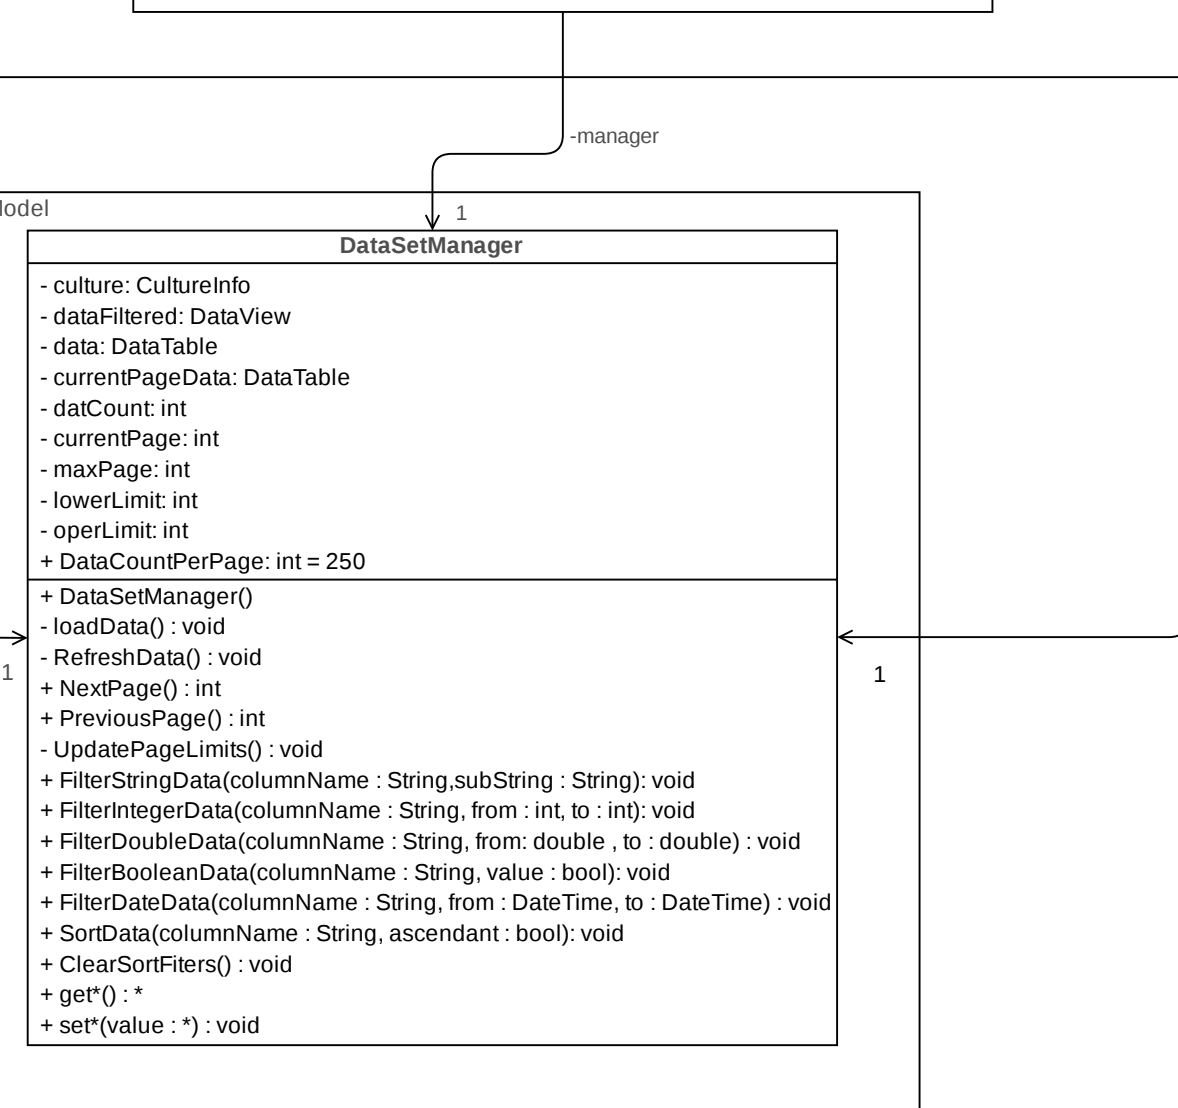 -manager
1
lodel
DataSetManager
- culture: CultureInfo
- dataFiltered: DataView
- data: DataTable
- currentPageData: DataTable
- datCount: int
- currentPage: int
- maxPage: int
- lowerLimit: int
- operLimit: int
+ DataCountPerPage: int = 250
+ DataSetManager()
- loadData() : void
- RefreshData() : void
+ NextPage() : int
+ PreviousPage() : int
- UpdatePageLimits() : void
+ FilterStringData(columnName : String,subString : String): void
+ FilterIntegerData(columnName : String, from : int, to : int): void
+ FilterDoubleData(columnName : String, from: double , to : double) : void
+ FilterBooleanData(columnName : String, value : bool): void
+ FilterDateData(columnName : String, from : DateTime, to : DateTime) : void
+ SortData(columnName : String, ascendant : bool): void
+ ClearSortFiters() : void
+ get*() : *
+ set*(value : *) : void
1
1